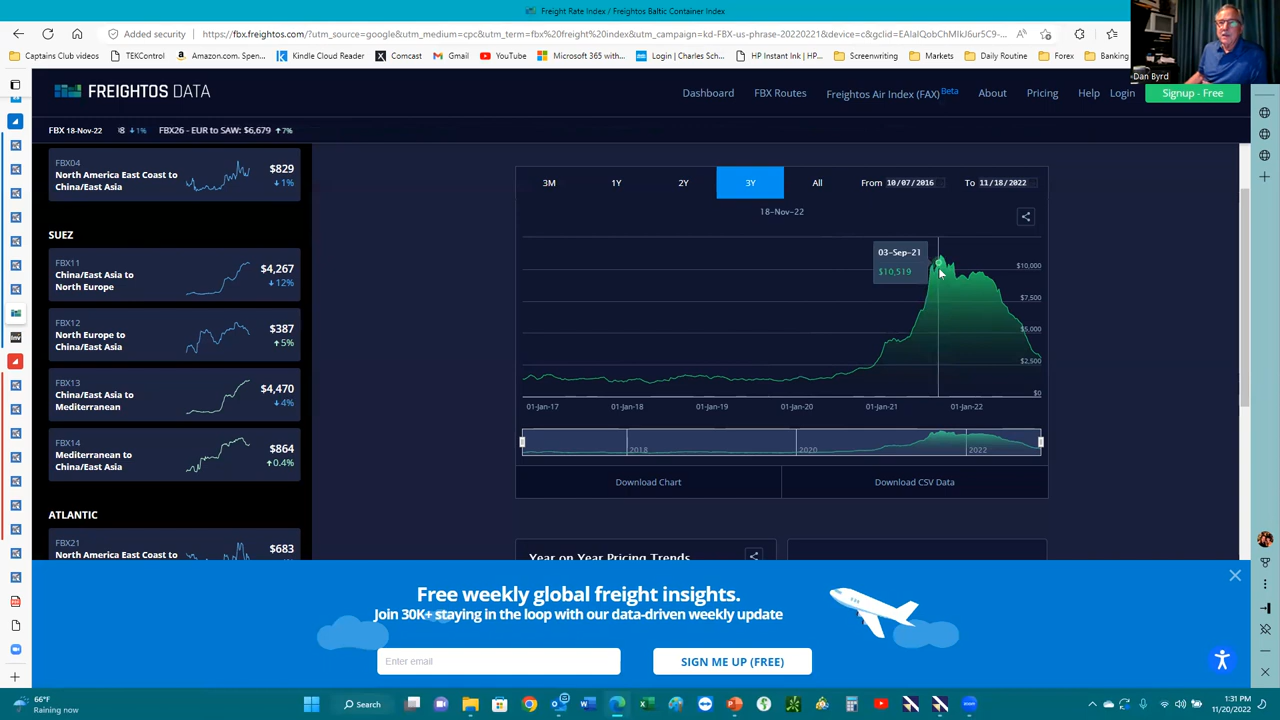 Freight Rate Index / Freightos Baltic Container Index
Added security
https://fbx.freightos.com/?utm_source=google&utm_medium=cpc&utm_term=fbx%20freight%20index&utm_campaign=kd-FBX-us-phrase-20220221&device=c&gclid=
Captains Club videos
TEKControl
Amazon.com. Spend...
Kindle Cloud Reader
Comcast
Gmail
YouTube
Microsoft 365 with...
Login | Charles Sch...
HP Instant Ink | HP...
Screenwriting
Markets
Daily Routine
Forex
Banking
Dan Byrd
FREIGHTOS DATA
Dashboard
FBX Routes
Freightos Air Index (FAX) Beta
About
Pricing
Help
Login
Signup - Free
FBX 18-Nov-22
8 ↓1%
FBX26 - EUR to SAW: $6,679 ↑7%
FBX04
North America East Coast to
China/East Asia
$829
↓1%
SUEZ
FBX11
China/East Asia to
North Europe
$4,267
↓12%
FBX12
North Europe to
China/East Asia
$387
↑5%
FBX13
China/East Asia to
Mediterranean
$4,470
↓4%
FBX14
Mediterranean to
China/East Asia
$864
↑0.4%
ATLANTIC
FBX21
North America East Coast to
$683
3M
1Y
2Y
3Y
All
From 10/07/2016
To 11/18/2022
18-Nov-22
03-Sep-21
$10,519
$10,000
$7,500
$5,000
$2,500
$0
01-Jan-17
01-Jan-18
01-Jan-19
01-Jan-20
01-Jan-21
01-Jan-22
2018
2020
2022
Download Chart
Download CSV Data
Year on Year Pricing Trends
Free weekly global freight insights.
Join 30K+ staying in the loop with our data-driven weekly update
Enter email
SIGN ME UP (FREE)
66°F
Raining now
Search
1:31 PM
11/20/2022